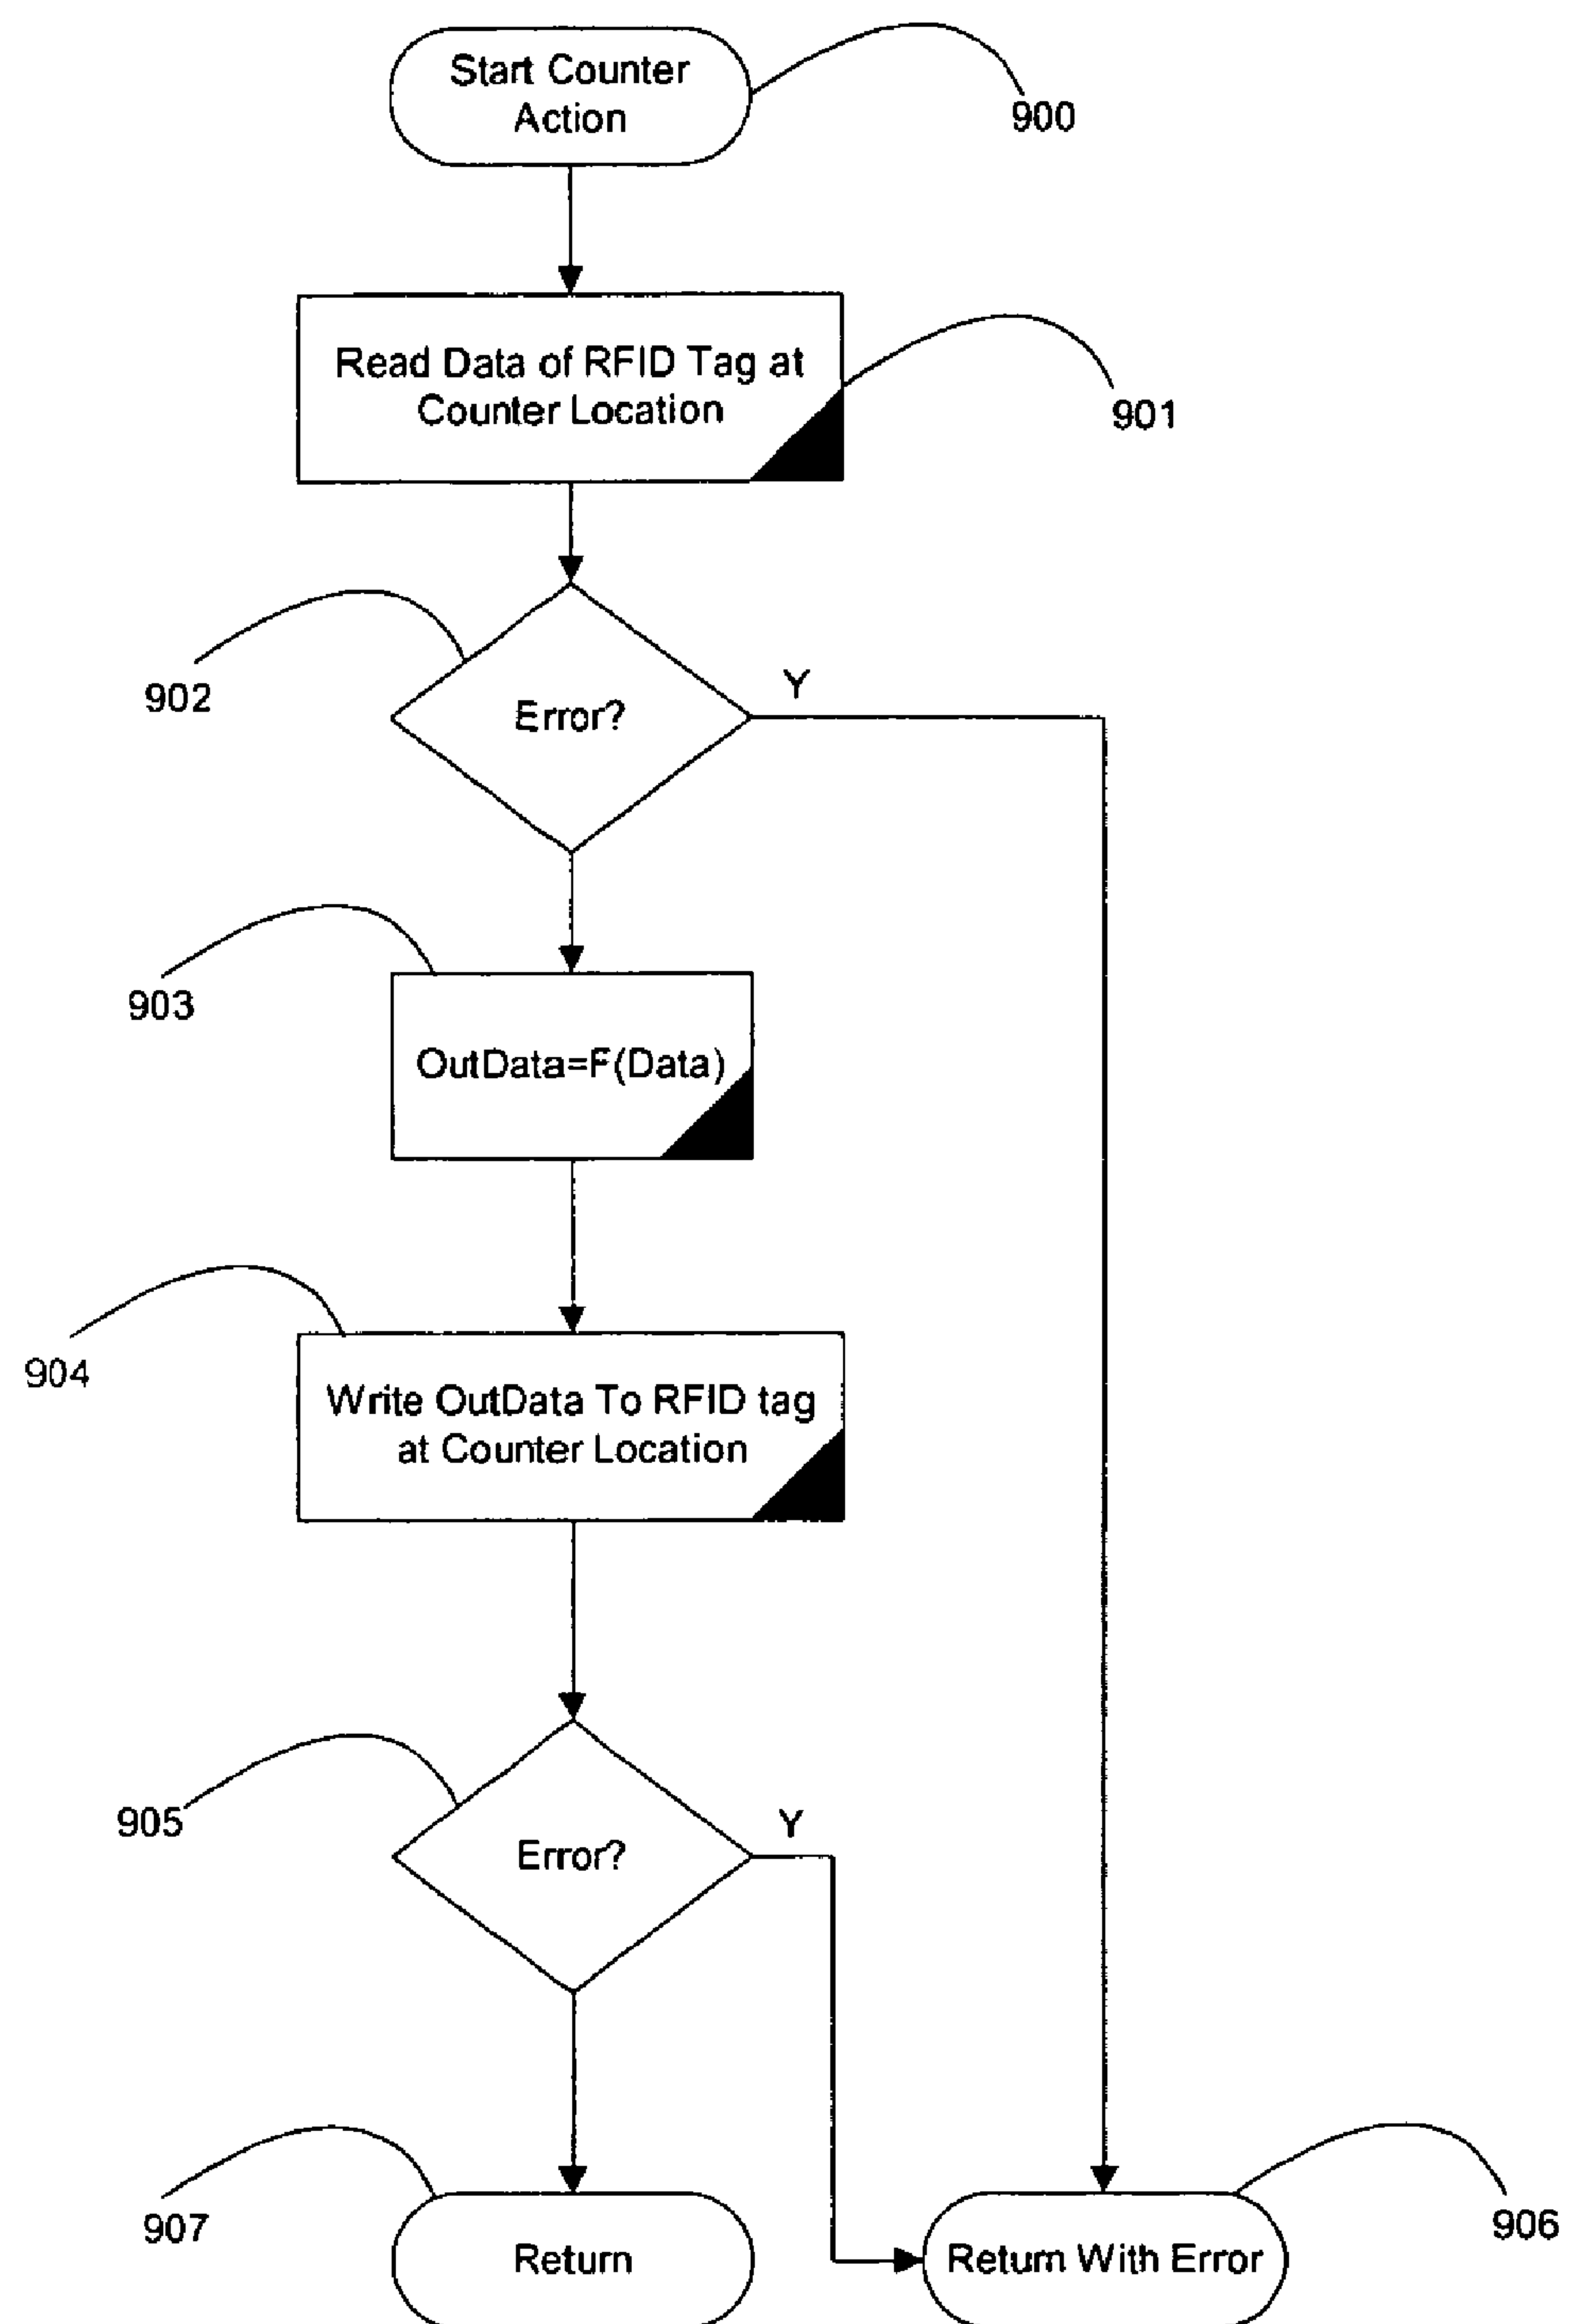 Start Counter
Action
900
Read Data of RFID Tag at
Counter Location
901
902
Error?
Y
903
OutData=F(Data)
904
Write OutData To RFID tag
at Counter Location
905
Error?
Y
907
Return
Return With Error
906